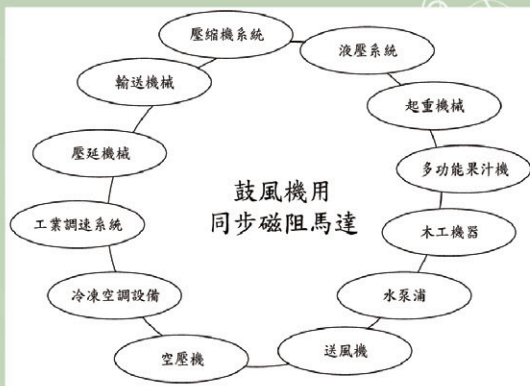 壓縮機系統
液壓系統
輸送機械
起重機械
壓延機械
多功能果汁機
鼓風機用
同步磁阻馬達
工業調速系統
木工機器
冷凍空調設備
水泵浦
空壓機
送風機